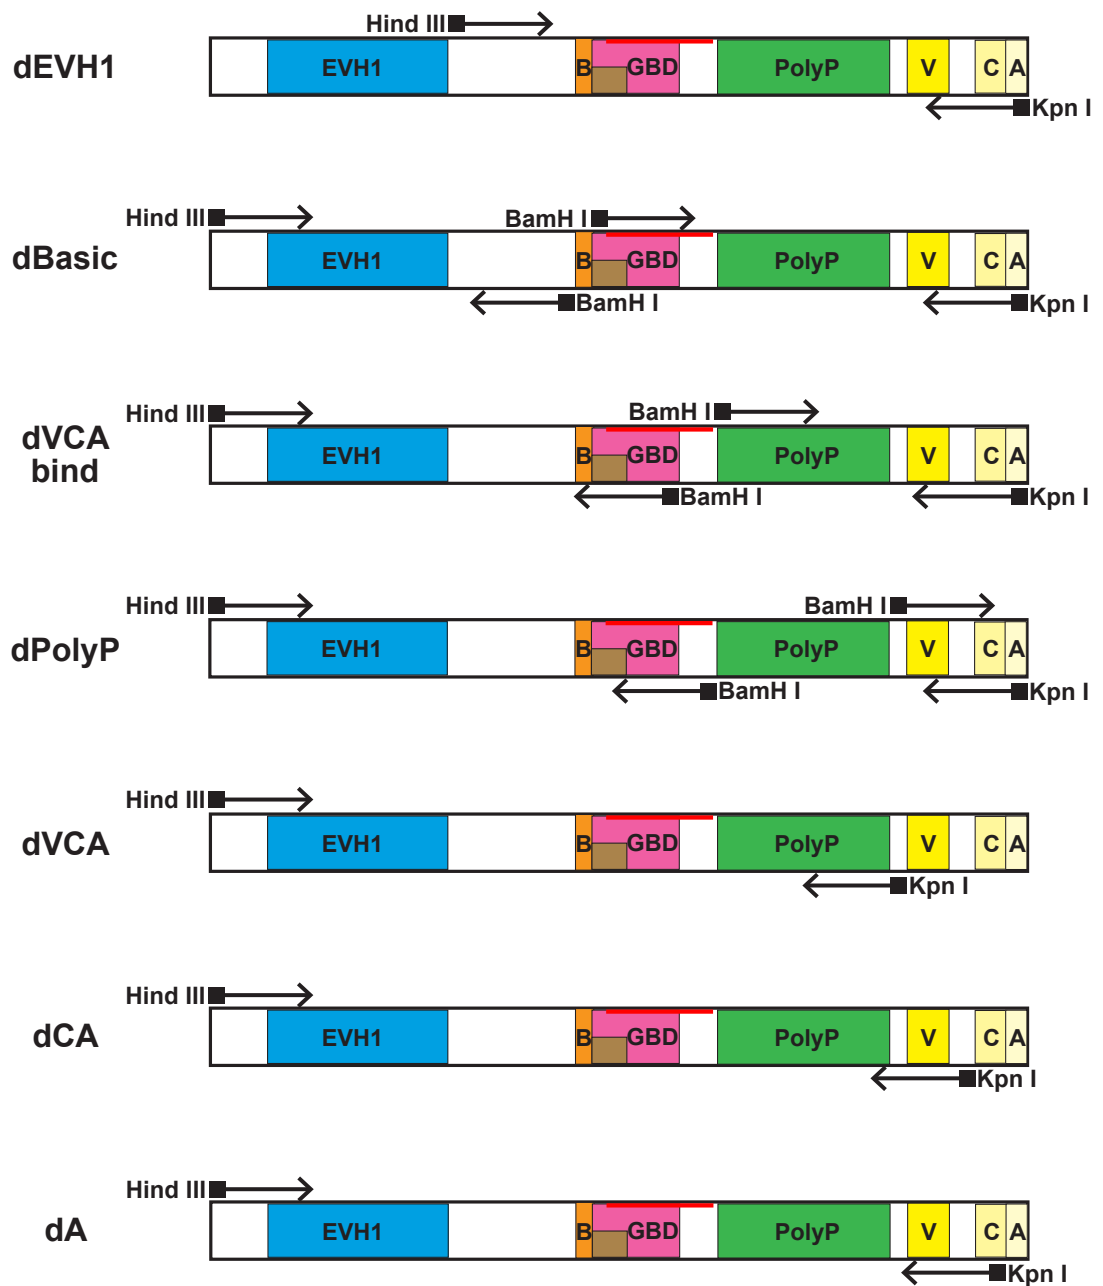 Hind III
dEVH1 EVH1 B GBD PolyP V C A
Kpn I
Hind III BamH I
dBasic EVH1 B GBD PolyP V C A
BamH I Kpn I
Hind III BamH I
dVCA
bind EVH1 B GBD PolyP V C A
BamH I Kpn I
Hind III BamH I
dPolyP EVH1 B GBD PolyP V C A
BamH I Kpn I
Hind III
dVCA EVH1 B GBD PolyP V C A
Kpn I
Hind III
dCA EVH1 B GBD PolyP V C A
Kpn I
Hind III
dA EVH1 B GBD PolyP V C A
Kpn I